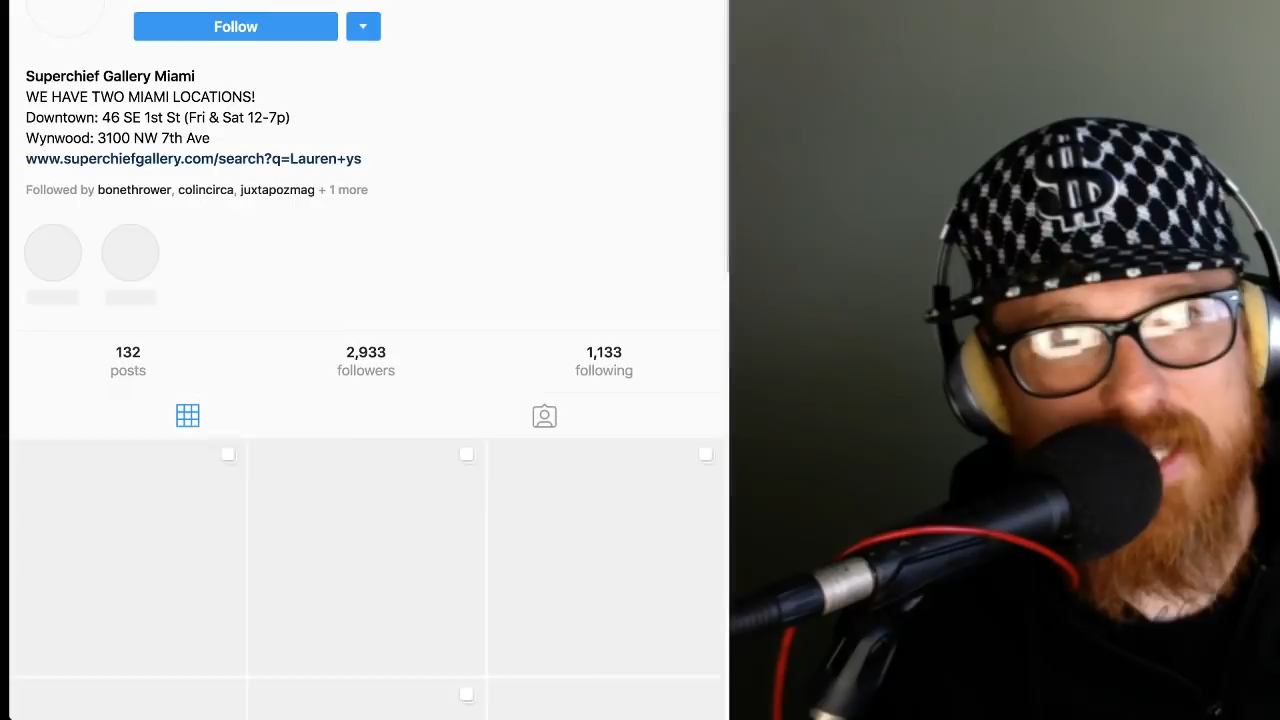 Follow
Superchief Gallery Miami
WE HAVE TWO MIAMI LOCATIONS!
Downtown: 46 SE 1st St (Fri & Sat 12-7p)
Wynwood: 3100 NW 7th Ave
www.superchiefgallery.com/search?q=Lauren+ys
Followed by bonethrower, colincirca, juxtapozmag + 1 more
132 2,933 1,133
posts followers following
$